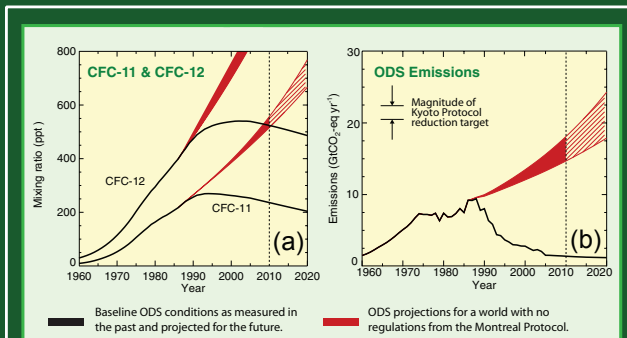 CFC-11 & CFC-12
800
600
400
200
0
Mixing ratio (ppt)
CFC-12
CFC-11
(a)
1960 1970 1980 1990 2000 2010 2020
Year
ODS Emissions
30
25
20
15
10
5
0
Emissions (GtCO2-eq yr-1)
Magnitude of
Kyoto Protocol
reduction target
(b)
1960 1970 1980 1990 2000 2010 2020
Year
Baseline ODS conditions as measured in
the past and projected for the future.
ODS projections for a world with no
regulations from the Montreal Protocol.